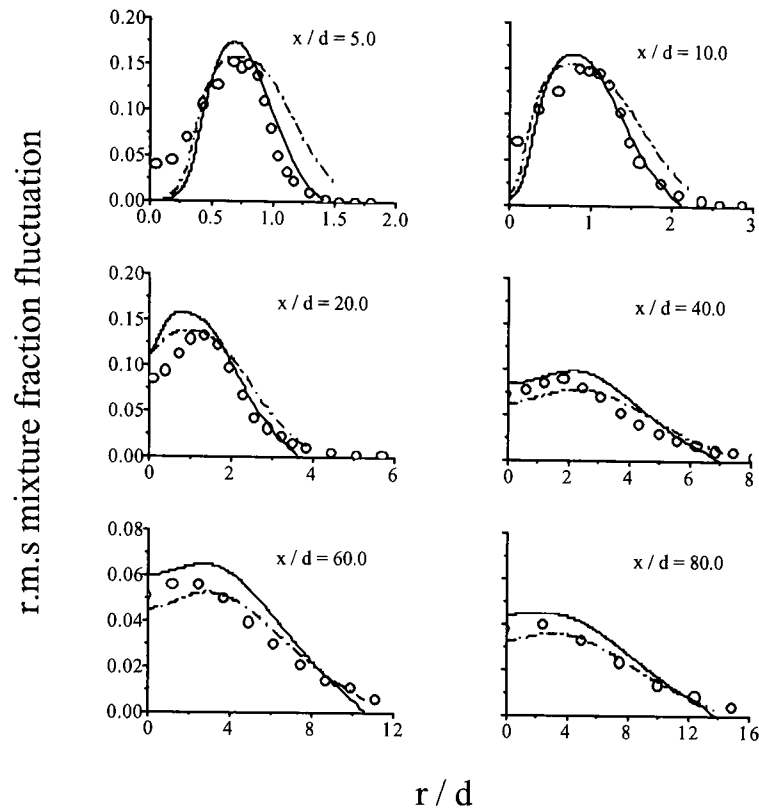 x / d = 5.0
0.20
0.15
0.10
0.05
0.00
0.0 0.5 1.0 1.5 2.0
x / d = 10.0
0 1 2 3
x / d = 20.0
0.20
0.15
0.10
0.05
0.00
0 2 4 6
x / d = 40.0
0 2 4 6 8
x / d = 60.0
0.08
0.06
0.04
0.02
0.00
0 4 8 12
x / d = 80.0
0 4 8 12 16
r.m.s mixture fraction fluctuation
r / d